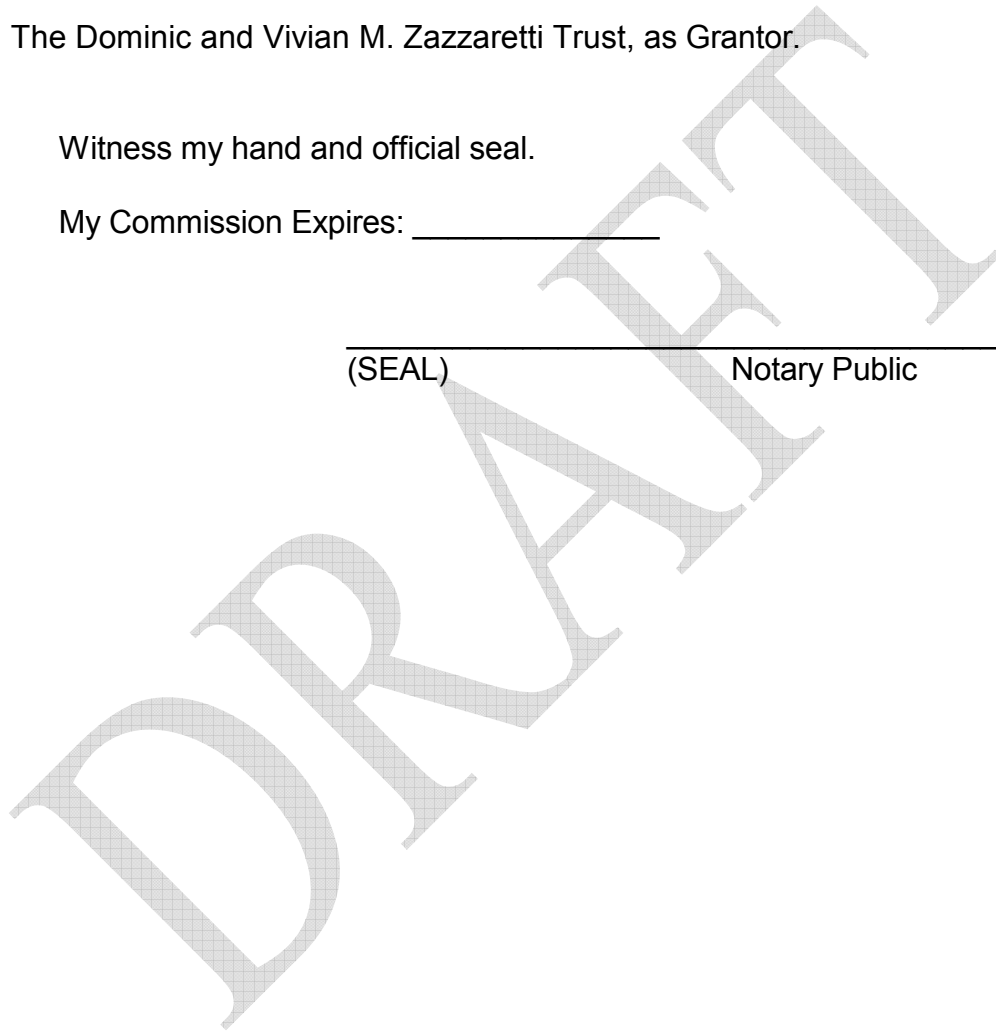 The Dominic and Vivian M. Zazzaretti Trust, as Grantor.
Witness my hand and official seal.
My Commission Expires: ______________
_____________________________________
(SEAL) Notary Public
DRAFT